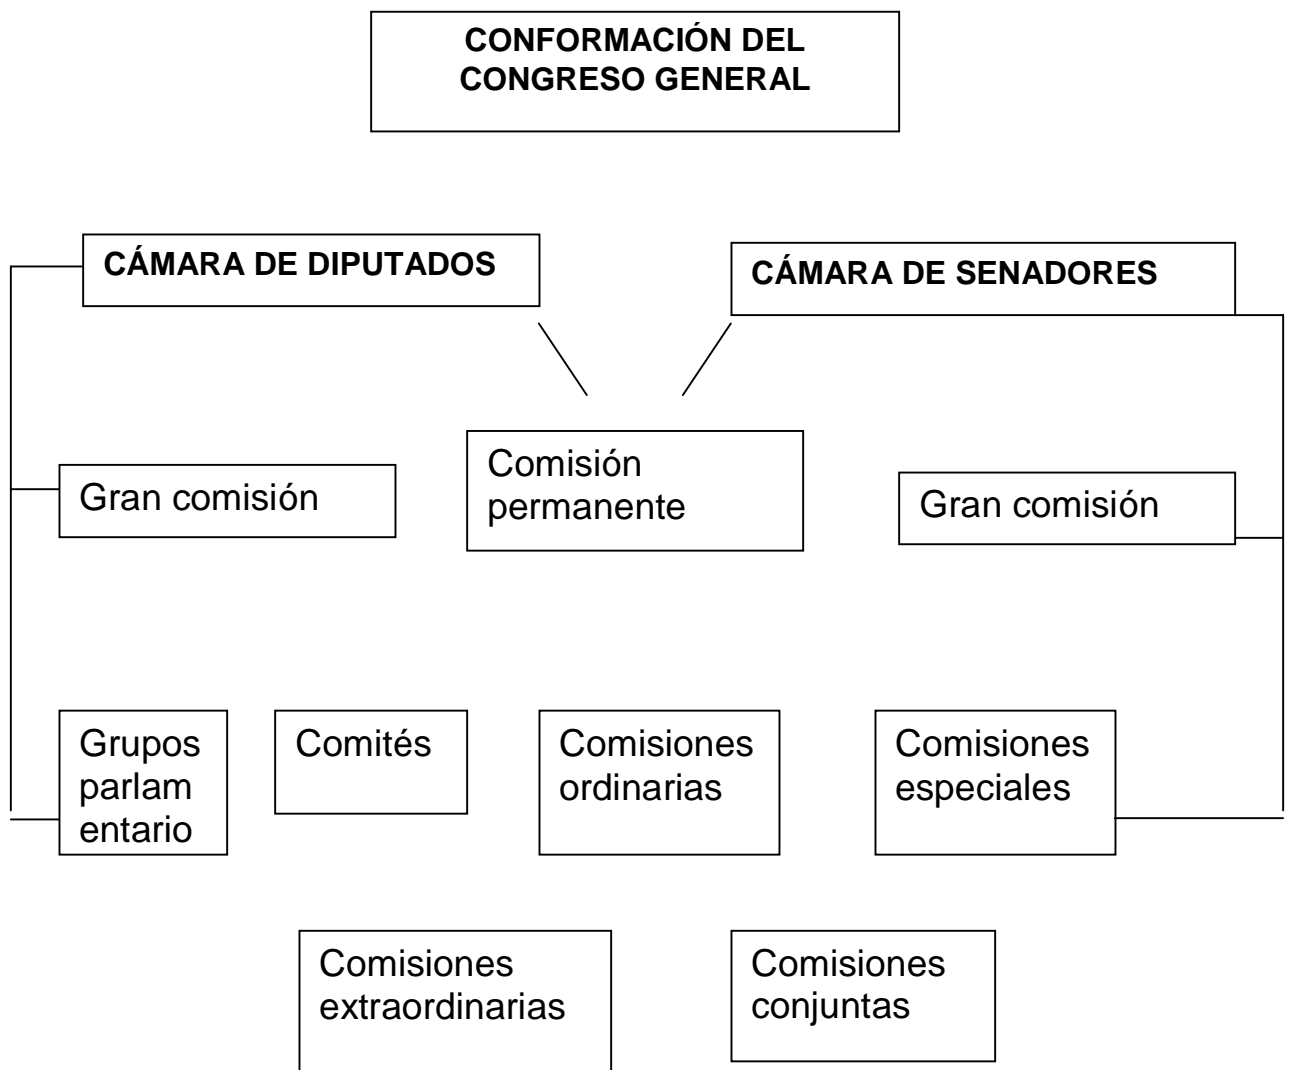 CONFORMACIÓN DEL
CONGRESO GENERAL
CÁMARA DE DIPUTADOS
CÁMARA DE SENADORES
Gran comisión
Comisión
permanente
Gran comisión
Grupos
parlam
entario
Comités
Comisiones
ordinarias
Comisiones
especiales
Comisiones
extraordinarias
Comisiones
conjuntas